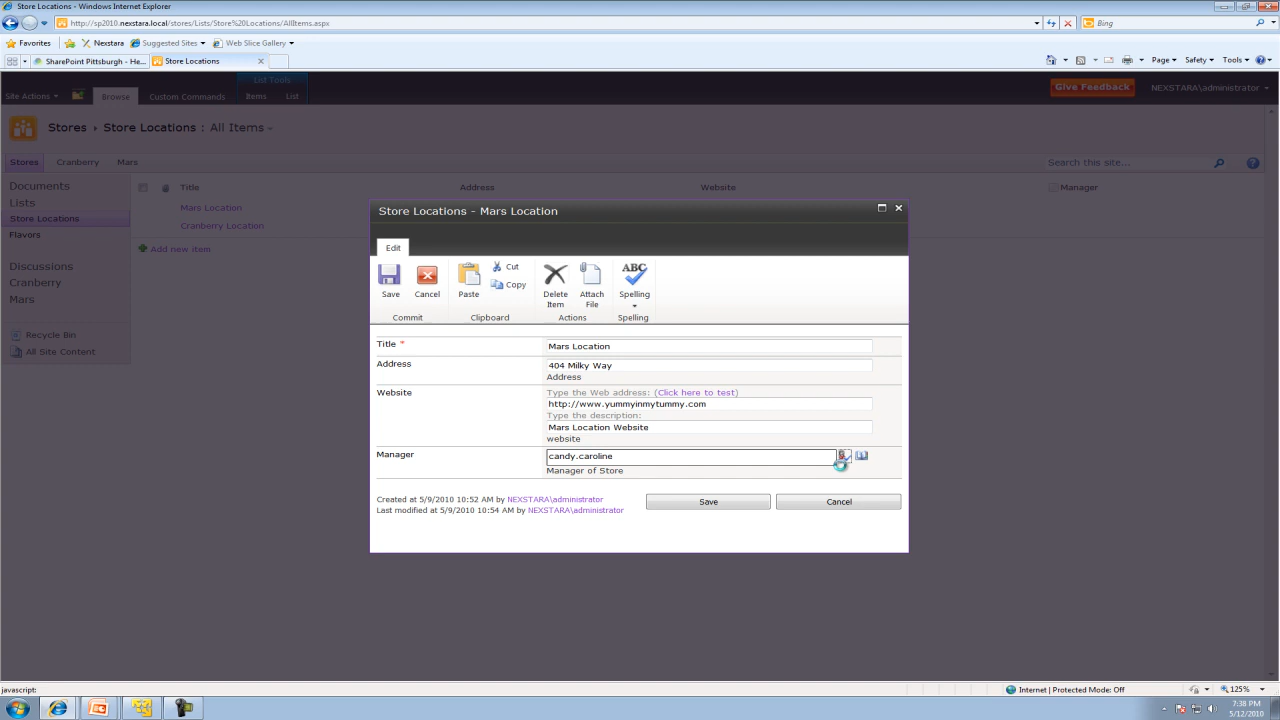 Store Locations - Windows Internet Explorer
http://sp2010.nexstara.local/stores/Lists/Store%20Locations/AllItems.aspx
Bing
Favorites
Nexstara
Suggested Sites
Web Slice Gallery
SharePoint Pittsburgh - He...
Store Locations
Page
Safety
Tools
List Tools
Site Actions
Browse
Custom Commands
Items
List
Give Feedback
NEXSTARA\administrator
Stores
Store Locations : All Items
Stores
Cranberry
Mars
Search this site...
Documents
Lists
Store Locations
Flavors
Discussions
Cranberry
Mars
Recycle Bin
All Site Content
Title
Address
Website
Manager
Mars Location
Cranberry Location
Add new item
Store Locations - Mars Location
Edit
Save
Cancel
Commit
Paste
Cut
Copy
Clipboard
Delete Item
Attach File
Actions
ABC
Spelling
Spelling
Title *
Mars Location
Address
404 Milky Way
Address
Website
Type the Web address: (Click here to test)
http://www.yummyinmytummy.com
Type the description:
Mars Location Website
website
Manager
candy.caroline
Manager of Store
Created at 5/9/2010 10:52 AM by NEXSTARA\administrator
Last modified at 5/9/2010 10:54 AM by NEXSTARA\administrator
Save
Cancel
javascript:
Internet | Protected Mode: Off
125%
7:38 PM
5/12/2010